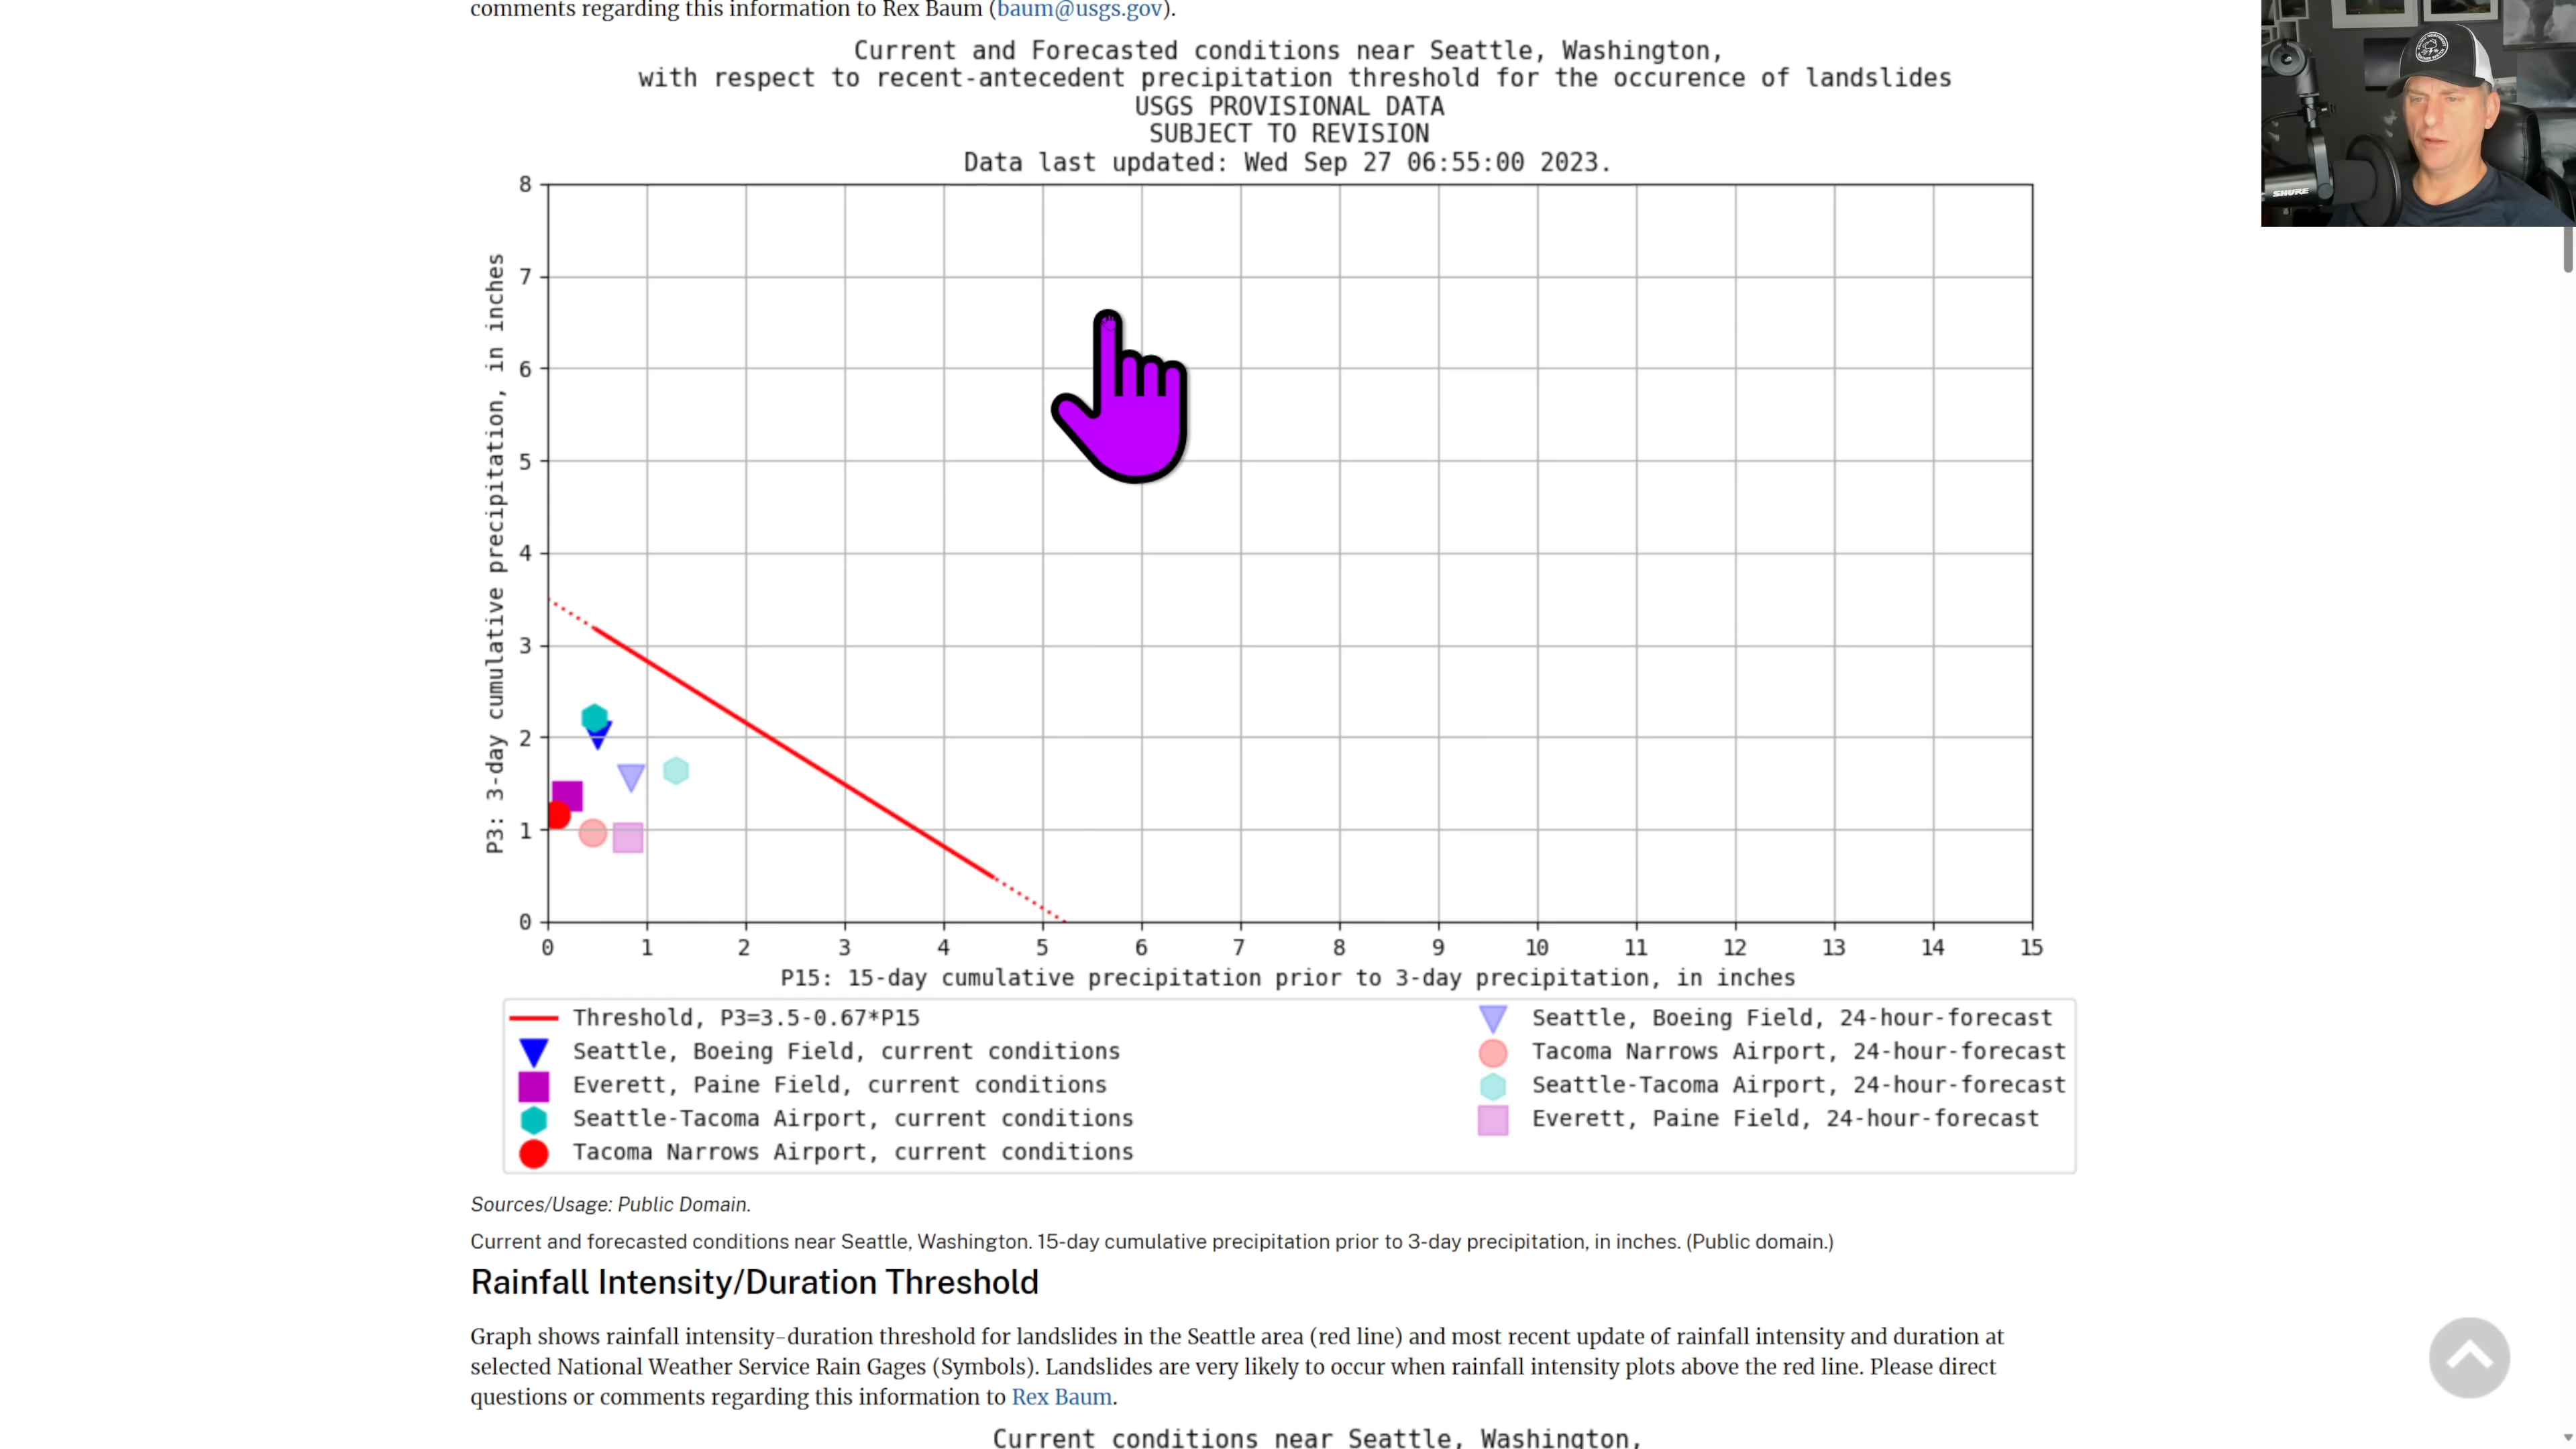 comments regarding this information to Rex Baum (baum@usgs.gov).
Current and Forecasted conditions near Seattle, Washington,
with respect to recent-antecedent precipitation threshold for the occurence of landslides
USGS PROVISIONAL DATA
SUBJECT TO REVISION
Data last updated: Wed Sep 27 06:55:00 2023.
8
7
6
5
4
3
2
1
0
P3: 3-day cumulative precipitation, in inches
0 1 2 3 4 5 6 7 8 9 10 11 12 13 14 15
P15: 15-day cumulative precipitation prior to 3-day precipitation, in inches
Threshold, P3=3.5-0.67*P15
Seattle, Boeing Field, current conditions
Everett, Paine Field, current conditions
Seattle-Tacoma Airport, current conditions
Tacoma Narrows Airport, current conditions
Seattle, Boeing Field, 24-hour-forecast
Tacoma Narrows Airport, 24-hour-forecast
Seattle-Tacoma Airport, 24-hour-forecast
Everett, Paine Field, 24-hour-forecast
Sources/Usage: Public Domain.
Current and forecasted conditions near Seattle, Washington. 15-day cumulative precipitation prior to 3-day precipitation, in inches. (Public domain.)
Rainfall Intensity/Duration Threshold
Graph shows rainfall intensity-duration threshold for landslides in the Seattle area (red line) and most recent update of rainfall intensity and duration at
selected National Weather Service Rain Gages (Symbols). Landslides are very likely to occur when rainfall intensity plots above the red line. Please direct
questions or comments regarding this information to Rex Baum.
Current conditions near Seattle, Washington,
SHURE